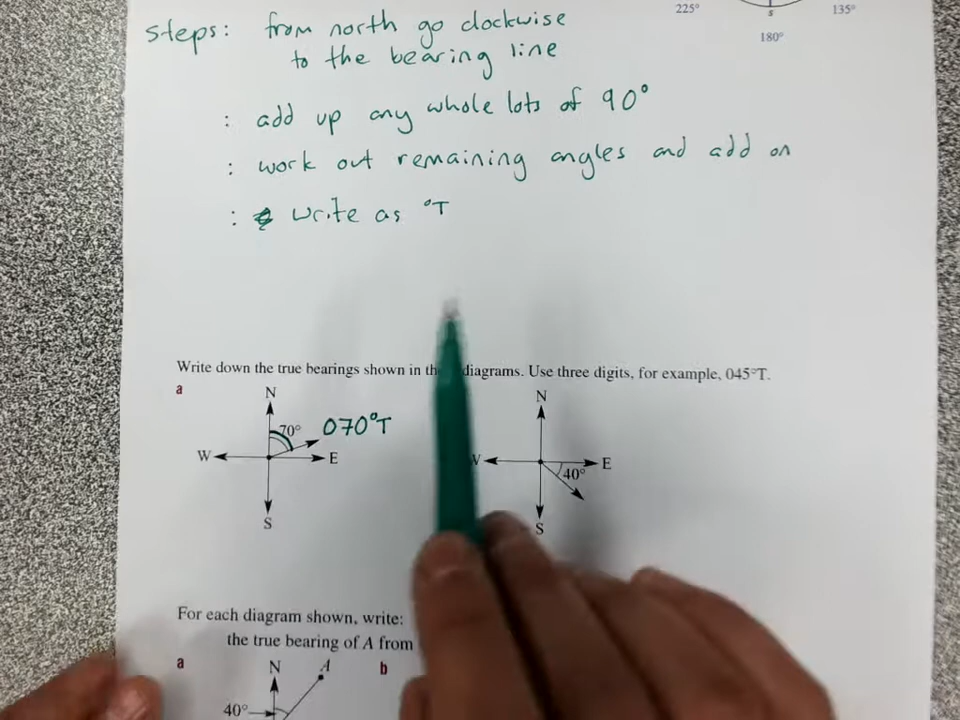 225°
S
135°
180°
steps: from north go clockwise
to the bearing line
: add up any whole lots of 90°
: work out remaining angles and add on
: write as °T
Write down the true bearings shown in the diagrams. Use three digits, for example, 045°T.
a
N
70°
070°T
W
E
S
N
W
E
40°
S
For each diagram shown, write:
the true bearing of A from
a
N
A
b
40°